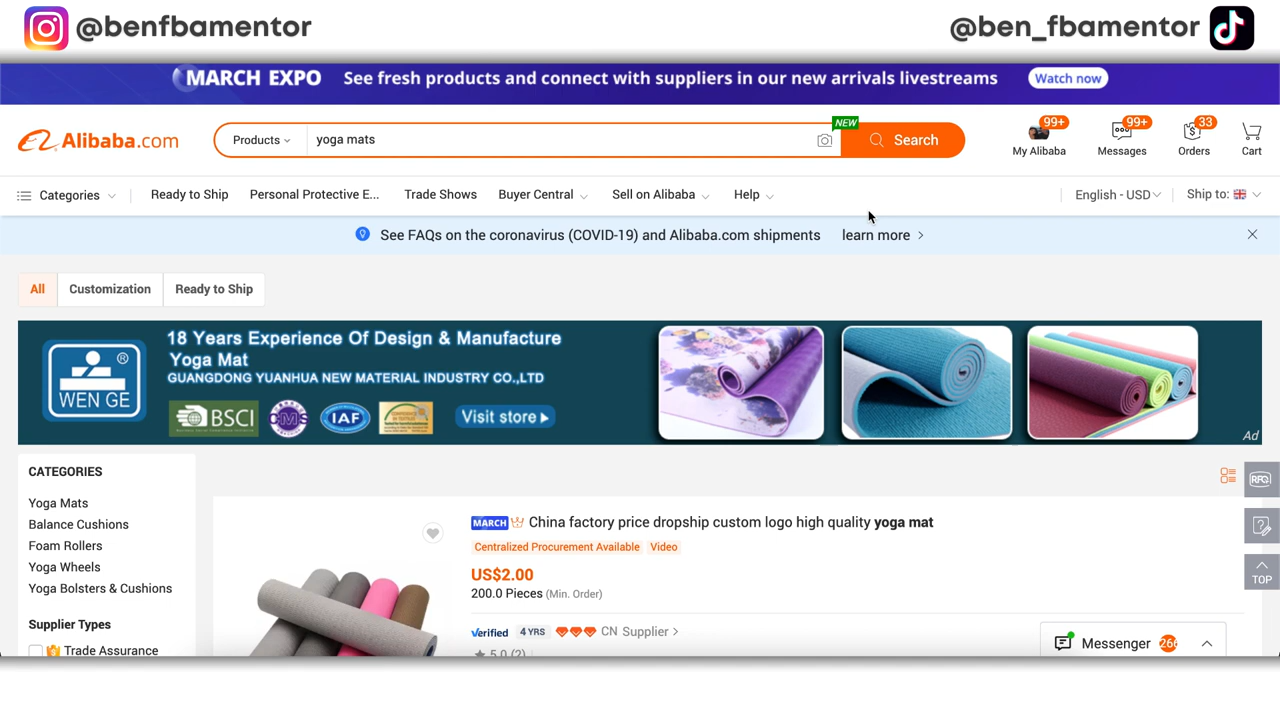 @benfbamentor
@ben_fbamentor
MARCH EXPO See fresh products and connect with suppliers in our new arrivals livestreams Watch now
Alibaba.com
Products
yoga mats
NEW
Search
99+
My Alibaba
99+
Messages
33
Orders
Cart
Categories
Ready to Ship
Personal Protective E...
Trade Shows
Buyer Central
Sell on Alibaba
Help
English - USD
Ship to:
See FAQs on the coronavirus (COVID-19) and Alibaba.com shipments learn more
All
Customization
Ready to Ship
WEN GE
®
18 Years Experience Of Design & Manufacture
Yoga Mat
GUANGDONG YUANHUA NEW MATERIAL INDUSTRY CO.,LTD
BSCI
IAF
Visit store
Ad
CATEGORIES
Yoga Mats
Balance Cushions
Foam Rollers
Yoga Wheels
Yoga Bolsters & Cushions
Supplier Types
Trade Assurance
MARCH China factory price dropship custom logo high quality yoga mat
Centralized Procurement Available Video
US$2.00
200.0 Pieces (Min. Order)
Verified 4 YRS CN Supplier
5.0 (2)
RFQ
TOP
Messenger